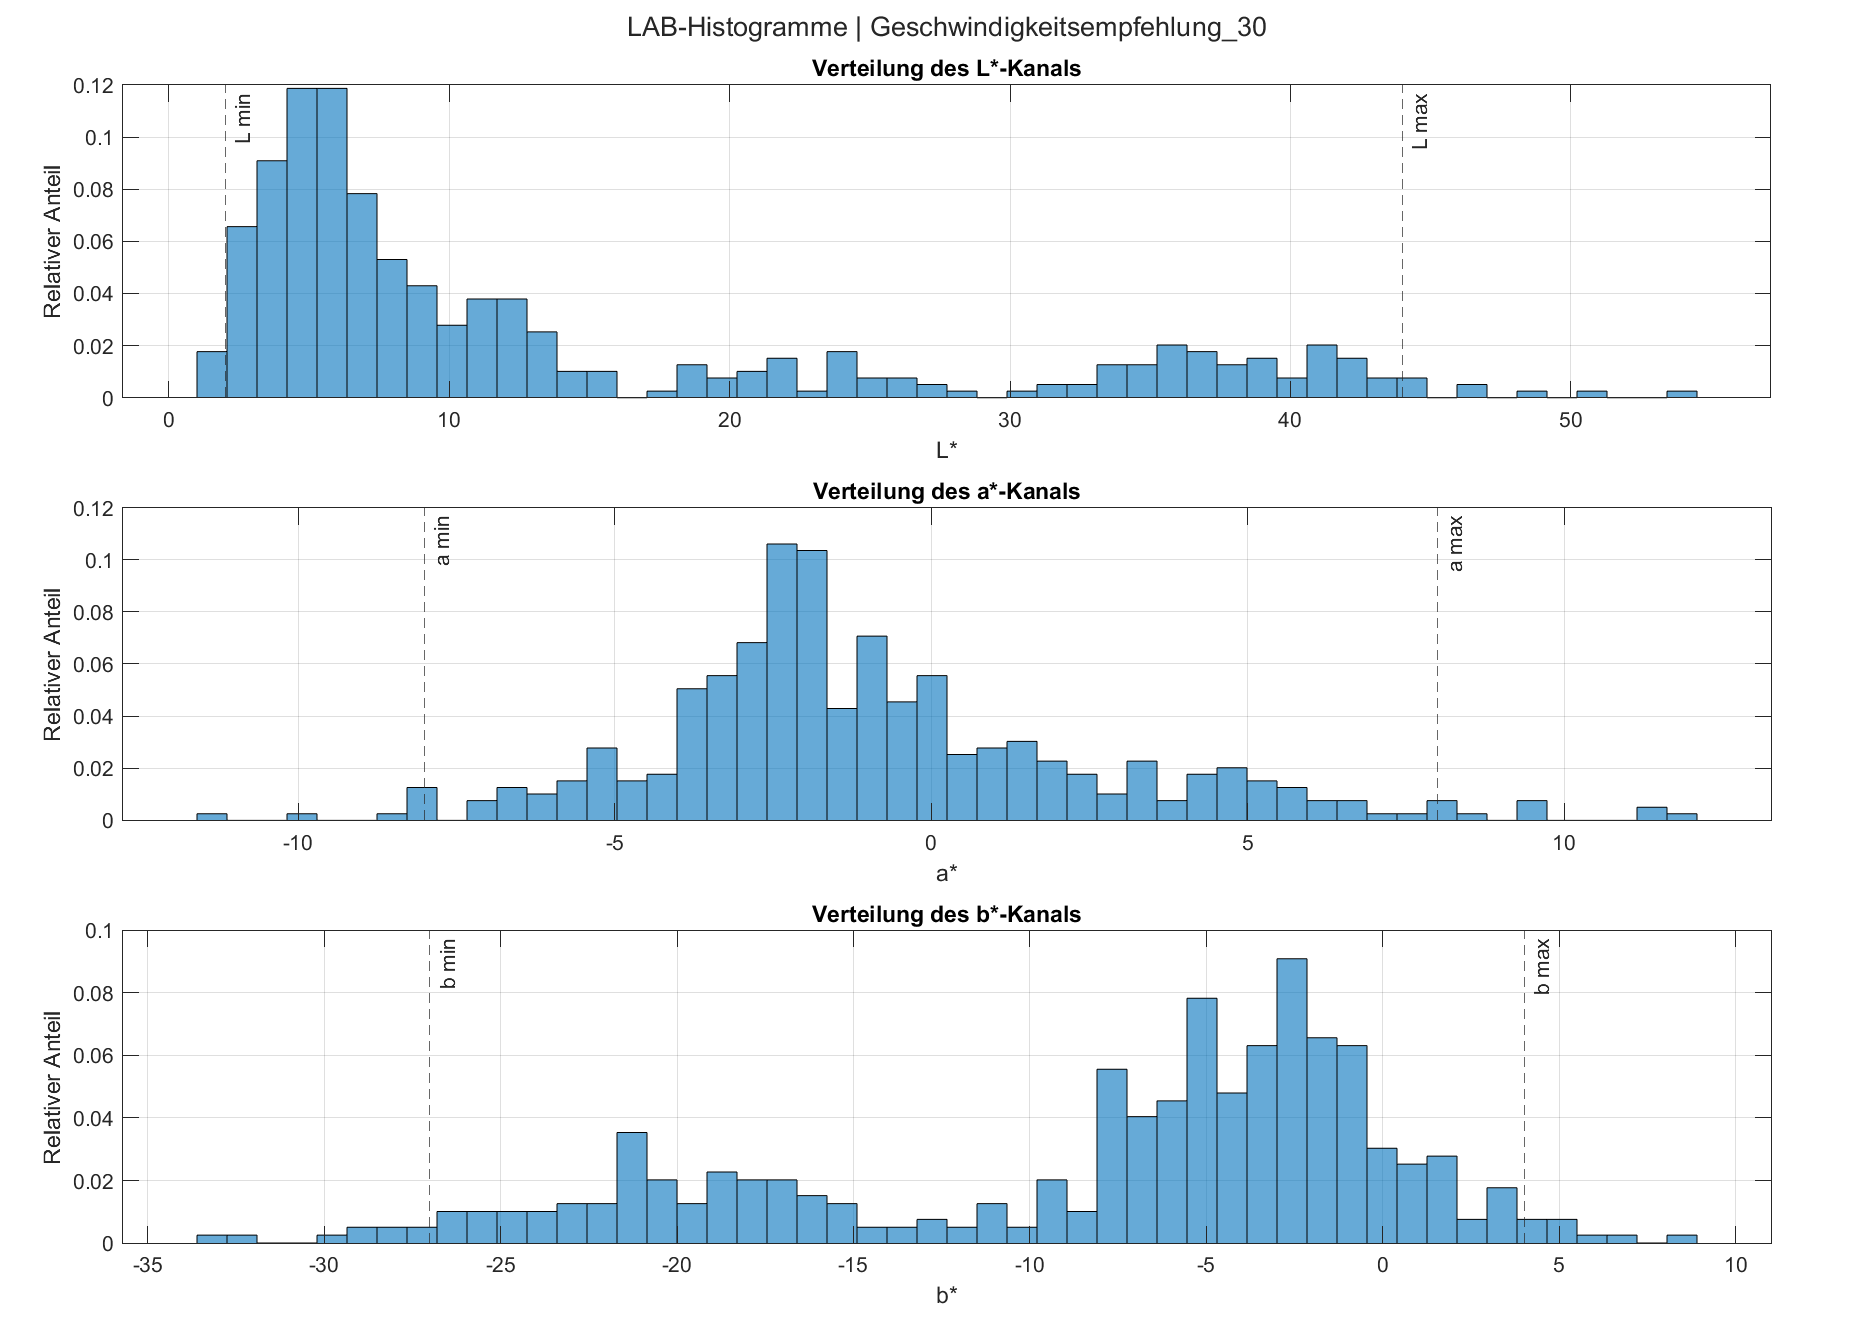 LAB-Histogramme | Geschwindigkeitsempfehlung_30
Verteilung des L*-Kanals
Relativer Anteil
0.12
0.1
0.08
0.06
0.04
0.02
0
L min
L max
0 10 20 30 40 50
L*
Verteilung des a*-Kanals
Relativer Anteil
0.12
0.1
0.08
0.06
0.04
0.02
0
a min
a max
-10 -5 0 5 10
a*
Verteilung des b*-Kanals
Relativer Anteil
0.1
0.08
0.06
0.04
0.02
0
b min
b max
-35 -30 -25 -20 -15 -10 -5 0 5 10
b*